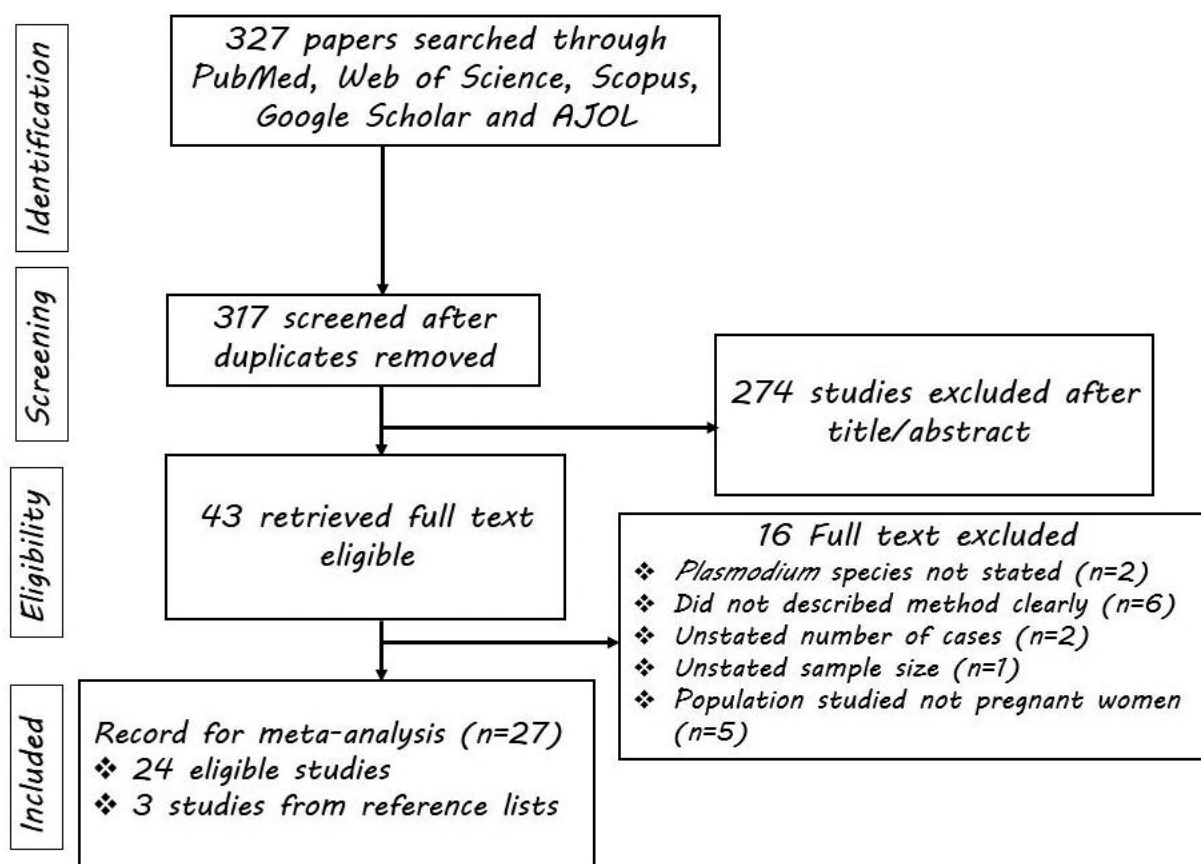 Identification
327 papers searched through
PubMed, Web of Science, Scopus,
Google Scholar and AJOL
Screening
317 screened after
duplicates removed
274 studies excluded after
title/abstract
Eligibility
43 retrieved full text
eligible
16 Full text excluded
❖ Plasmodium species not stated (n=2)
❖ Did not described method clearly (n=6)
❖ Unstated number of cases (n=2)
❖ Unstated sample size (n=1)
❖ Population studied not pregnant women
(n=5)
Included
Record for meta-analysis (n=27)
❖ 24 eligible studies
❖ 3 studies from reference lists